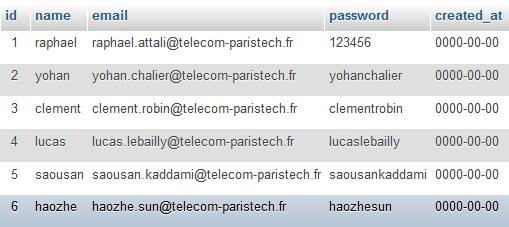 id name email password created_at
1 raphael raphael.attali@telecom-paristech.fr 123456 0000-00-00
2 yohan yohan.chalier@telecom-paristech.fr yohanchalier 0000-00-00
3 clement clement.robin@telecom-paristech.fr clementrobin 0000-00-00
4 lucas lucas.lebailly@telecom-paristech.fr lucaslebailly 0000-00-00
5 saousan saousan.kaddami@telecom-paristech.fr saousankaddami 0000-00-00
6 haozhe haozhe.sun@telecom-paristech.fr haozhesun 0000-00-00